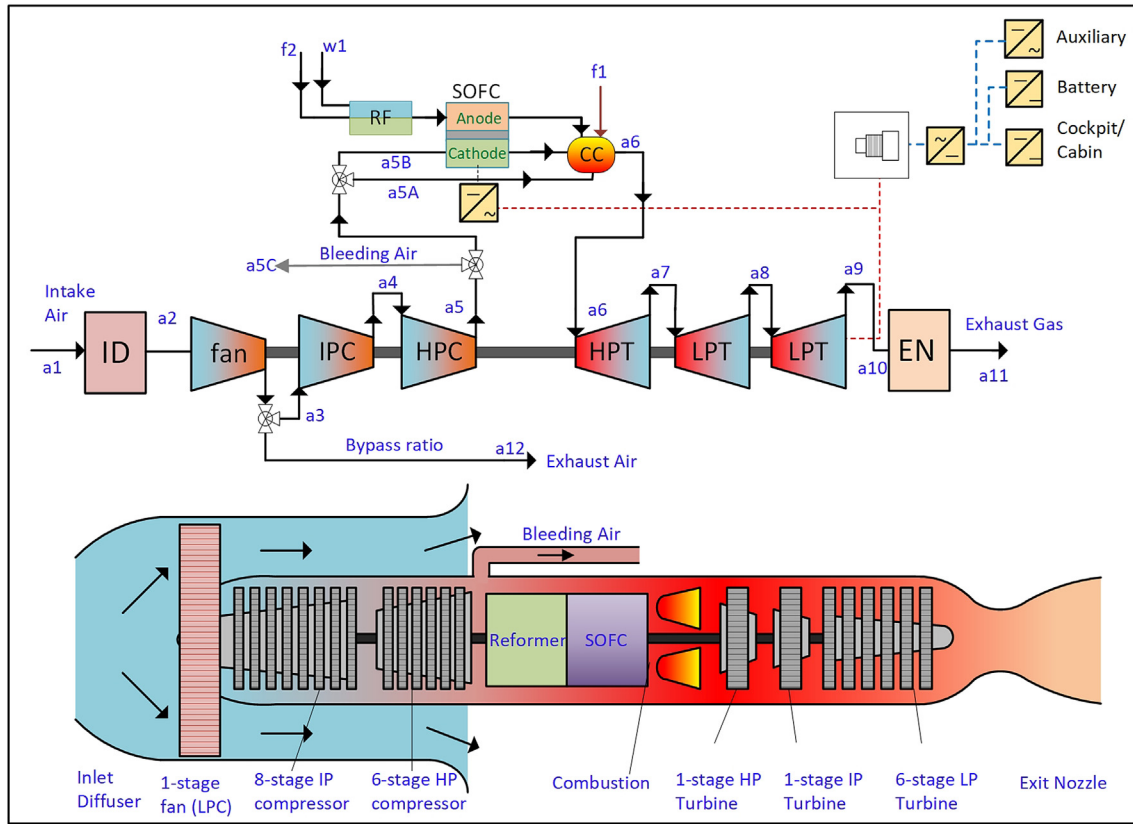 f2
w1
SOFC
f1
RF
Anode
Cathode
CC
a6
a5B
a5A
Auxiliary
Battery
Cockpit/
Cabin
Bleeding Air
a5C
a4
a5
a6
a7
a8
a9
Intake
Air
a1
ID
a2
fan
IPC
HPC
HPT
LPT
LPT
a10
EN
Exhaust Gas
a11
a3
Bypass ratio
a12
Exhaust Air
Bleeding Air
Reformer
SOFC
Inlet
Diffuser
1-stage
fan (LPC)
8-stage IP
compressor
6-stage HP
compressor
Combustion
1-stage HP
Turbine
1-stage IP
Turbine
6-stage LP
Turbine
Exit Nozzle